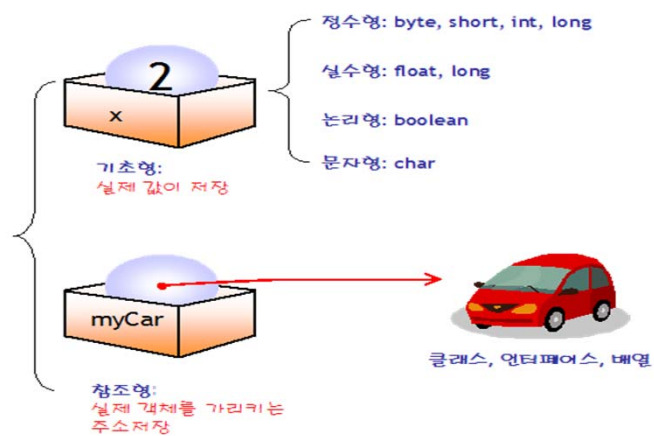 정수형: byte, short, int, long
2
실수형: float, long
x
논리형: boolean
기초형:
실제 값이 저장
문자형: char
myCar
클래스, 인터페이스, 배열
참조형:
실제 객체를 가리키는
주소저장